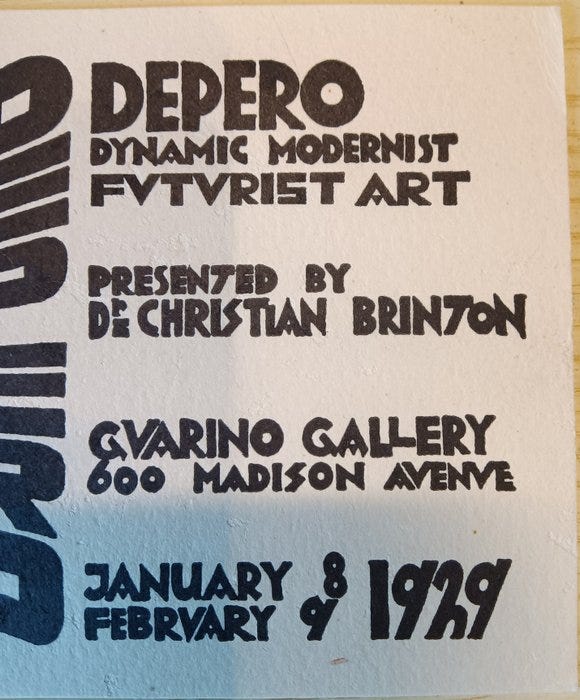 DEPERO
DYNAMIC MODERNIST
FVTVRIST ART
PRESENTED BY
DR CHRISTIAN BRINTON
GVARINO GALLERY
600 MADISON AVENVE
JANUARY 8
FEBRVARY 9
1929